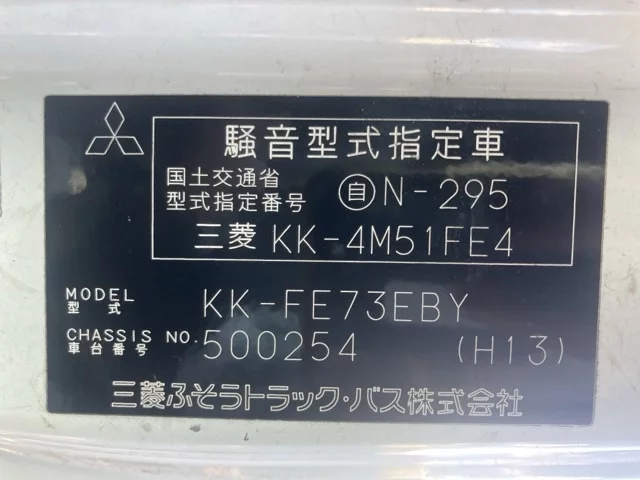 騒音型式指定車
国土交通省
型式指定番号 ㊀N-295
三菱 KK-4M51FE4
MODEL
型式 KK-FE73EBY
CHASSIS NO.
車台番号 500254 (H13)
三菱ふそうトラック・バス株式会社